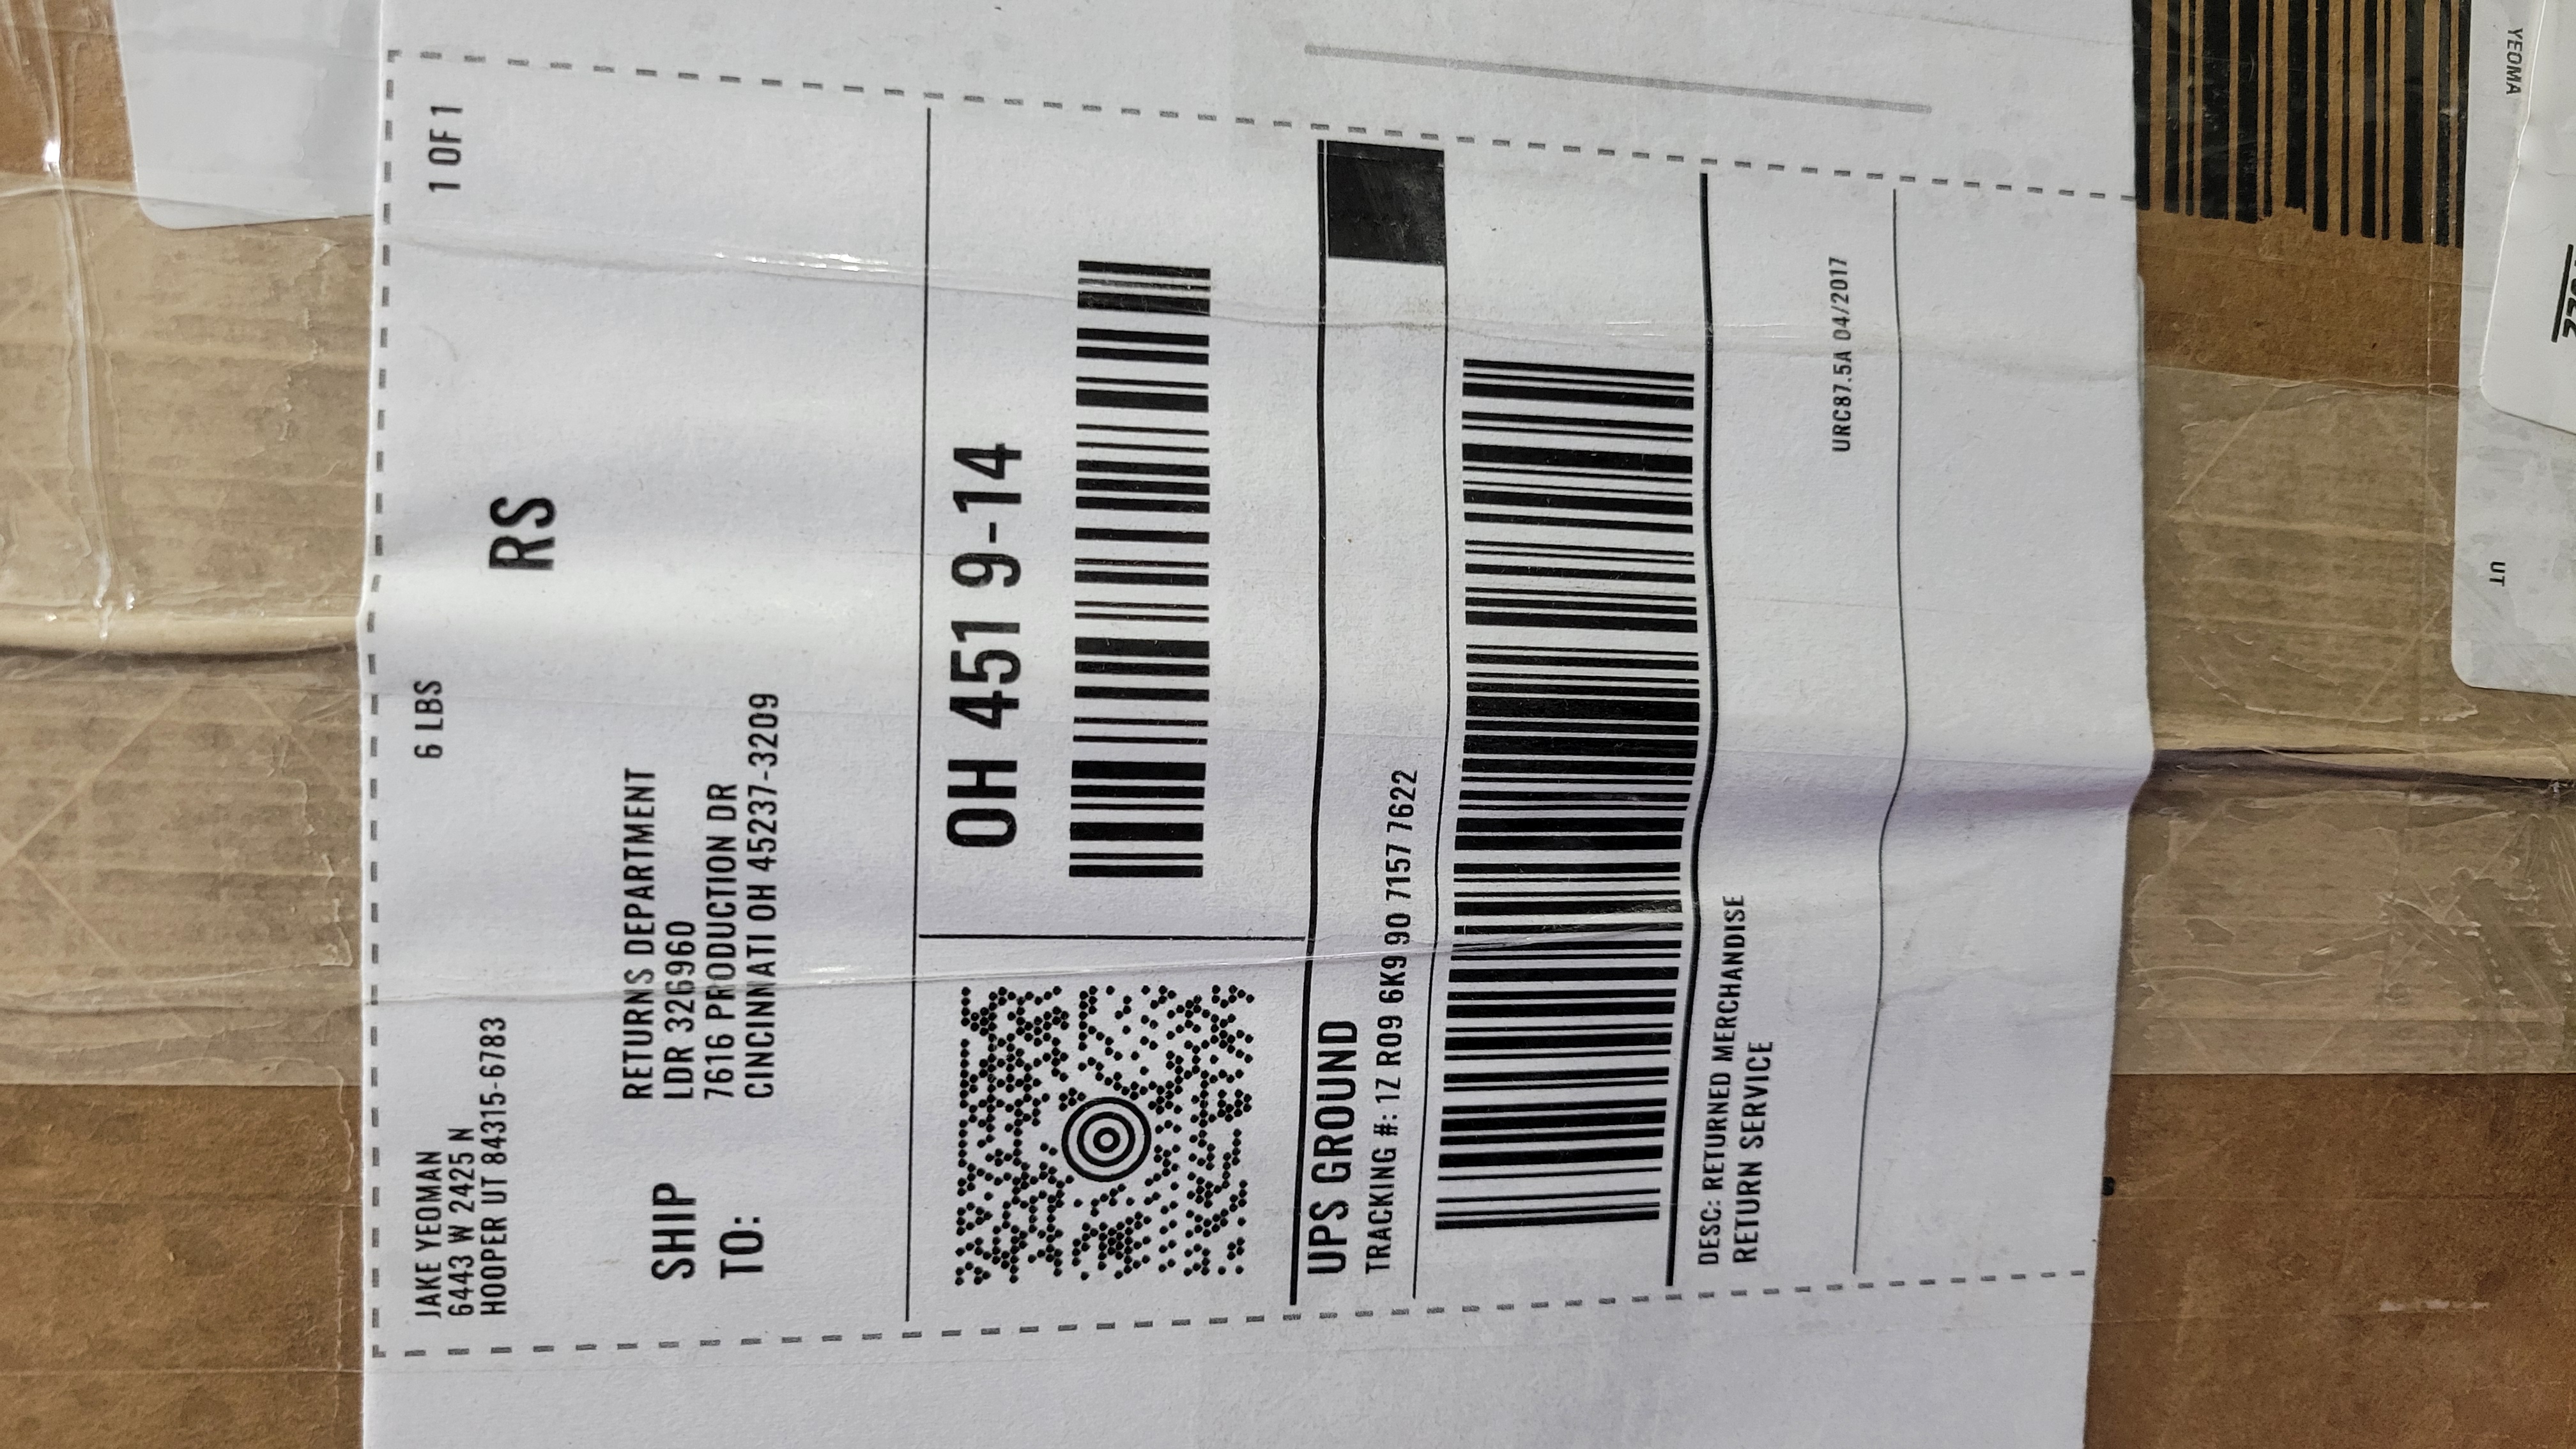 JAKE YEOMAN
6443 W 2425 N
HOOPER UT 84315-6783
6 LBS
1 OF 1
RS
SHIP
TO:
RETURNS DEPARTMENT
LDR 326960
7616 PRODUCTION DR
CINCINNATI OH 45237-3209
OH 451 9-14
UPS GROUND
TRACKING #: 1Z R09 6K9 90 7157 7622
DESC: RETURNED MERCHANDISE
RETURN SERVICE
URC87.5A 04/2017
YEOMA
UT